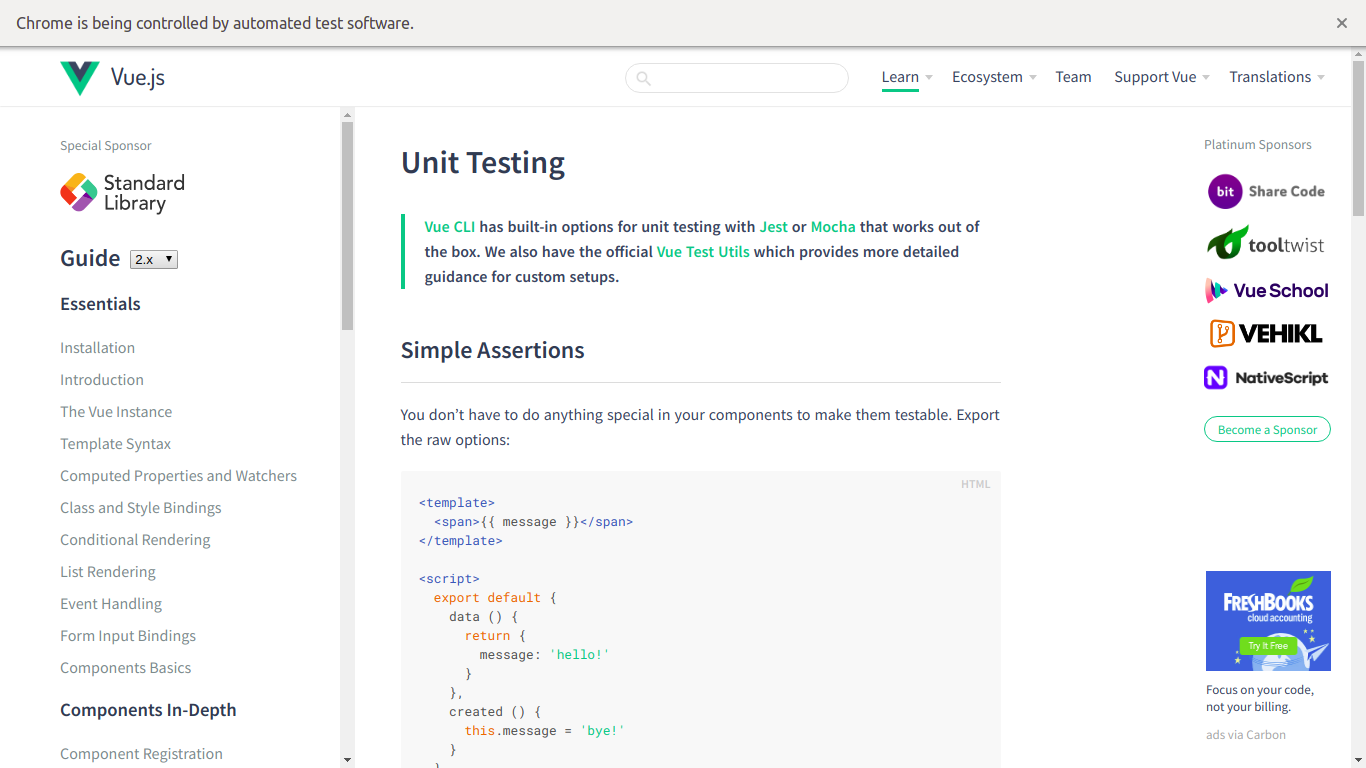 Chrome is being controlled by automated test software.
Vue.js
Learn
Ecosystem
Team
Support Vue
Translations
Special Sponsor
Standard
Library
Guide 2.x
Essentials
Installation
Introduction
The Vue Instance
Template Syntax
Computed Properties and Watchers
Class and Style Bindings
Conditional Rendering
List Rendering
Event Handling
Form Input Bindings
Components Basics
Components In-Depth
Component Registration
Unit Testing
Vue CLI has built-in options for unit testing with Jest or Mocha that works out of
the box. We also have the official Vue Test Utils which provides more detailed
guidance for custom setups.
Simple Assertions
You don’t have to do anything special in your components to make them testable. Export
the raw options:
HTML
<template>
  <span>{{ message }}</span>
</template>
<script>
  export default {
    data () {
      return {
        message: 'hello!'
      }
    },
    created () {
      this.message = 'bye!'
    }
  }
Platinum Sponsors
bit Share Code
tooltwist
Vue School
VEHIKL
NativeScript
Become a Sponsor
FRESHBOOKS
cloud accounting
Try It Free
Focus on your code,
not your billing.
ads via Carbon